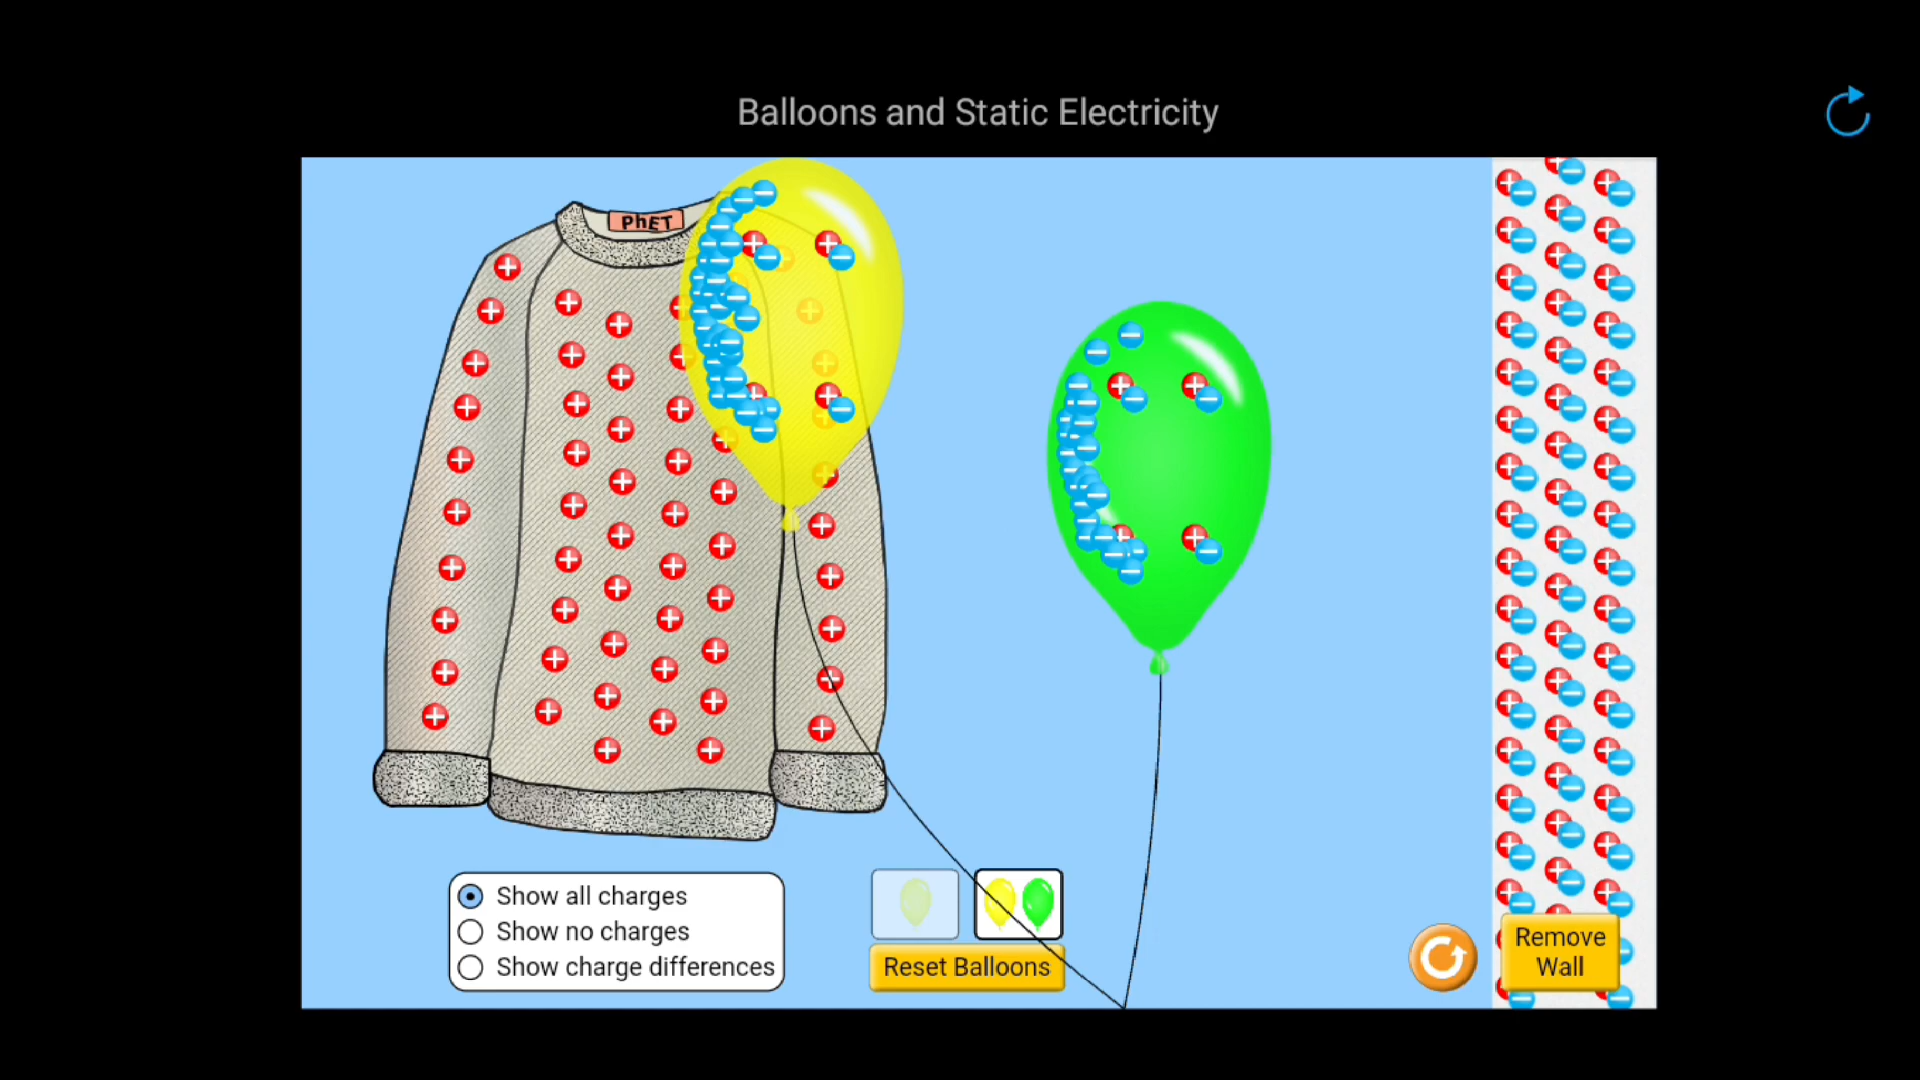 Balloons and Static Electricity
PhET
Show all charges
Show no charges
Show charge differences
Reset Balloons
Remove
Wall